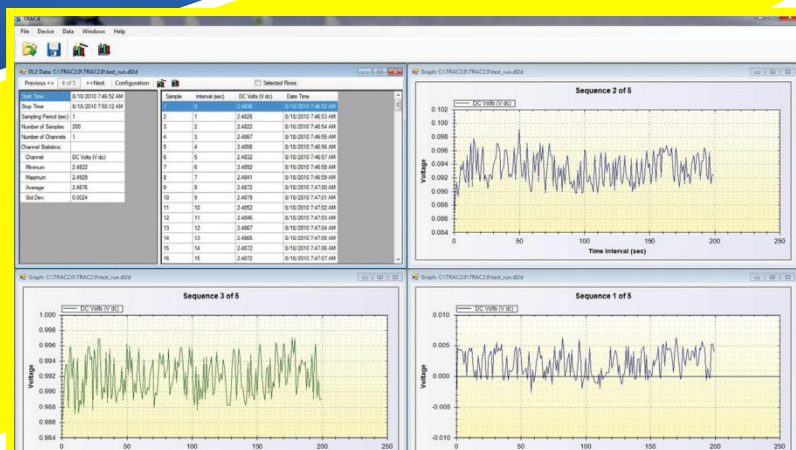 TRAC4
File Device Data Windows Help
DL2 Data: C:\TRAC2.0\TRAC2.0\test_run.dl2d
Previous << 4 of 5 >>Next Configuration Selected Rows
Start Time 8/18/2010 7:46:52 AM
Stop Time 8/18/2010 7:50:12 AM
Sampling Period (sec) 1
Number of Samples 200
Number of Channels 1
Channel Statistics:
Channel DC Volts (V dc)
Minimum 2.4822
Maximum 2.4929
Average 2.4876
Std.Dev. 0.0024
Sample Interval (sec) DC Volts (V dc) Date Time
1 0 2.4836 8/18/2010 7:46:52 AM
2 1 2.4826 8/18/2010 7:46:53 AM
3 2 2.4822 8/18/2010 7:46:54 AM
4 3 2.4867 8/18/2010 7:46:55 AM
5 4 2.4856 8/18/2010 7:46:56 AM
6 5 2.4832 8/18/2010 7:46:57 AM
7 6 2.4892 8/18/2010 7:46:58 AM
8 7 2.4841 8/18/2010 7:46:59 AM
9 8 2.4872 8/18/2010 7:47:00 AM
10 9 2.4879 8/18/2010 7:47:01 AM
11 10 2.4852 8/18/2010 7:47:02 AM
12 11 2.4846 8/18/2010 7:47:03 AM
13 12 2.4867 8/18/2010 7:47:04 AM
14 13 2.4865 8/18/2010 7:47:05 AM
15 14 2.4872 8/18/2010 7:47:06 AM
16 15 2.4872 8/18/2010 7:47:07 AM
Graph: C:\TRAC2.0\TRAC2.0\test_run.dl2d
Sequence 2 of 5
DC Volts (V dc)
Voltage
0.102
0.100
0.098
0.096
0.094
0.092
0.090
0.088
0.086
0.084
0 50 100 150 200 250
Time Interval (sec)
Graph: C:\TRAC2.0\TRAC2.0\test_run.dl2d
Sequence 3 of 5
DC Volts (V dc)
Voltage
1.000
0.998
0.996
0.994
0.992
0.990
0.988
0.986
0.984
0 50 100 150 200 250
Graph: C:\TRAC2.0\TRAC2.0\test_run.dl2d
Sequence 1 of 5
DC Volts (V dc)
Voltage
0.010
0.005
0.000
-0.005
-0.010
0 50 100 150 200 250